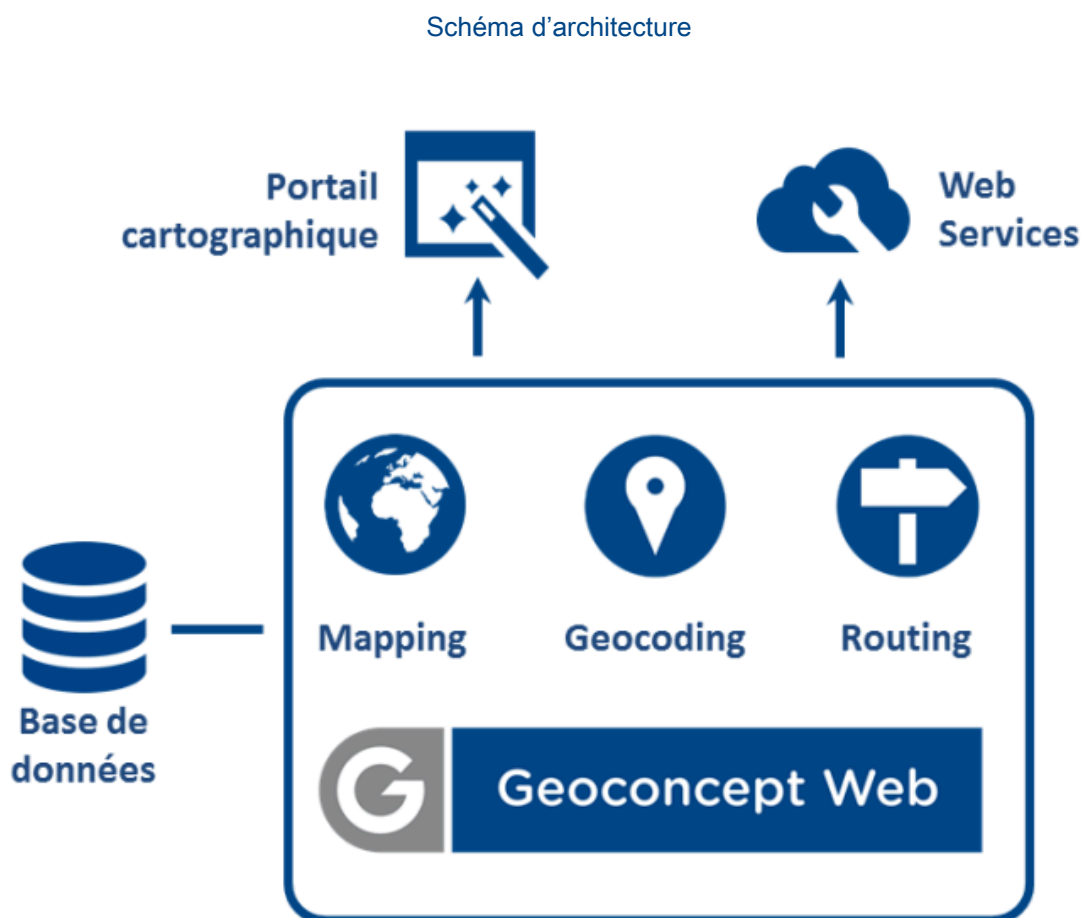 Schéma d’architecture
Portail
cartographique
Web
Services
Mapping
Geocoding
Routing
Base de
données
G
Geoconcept Web